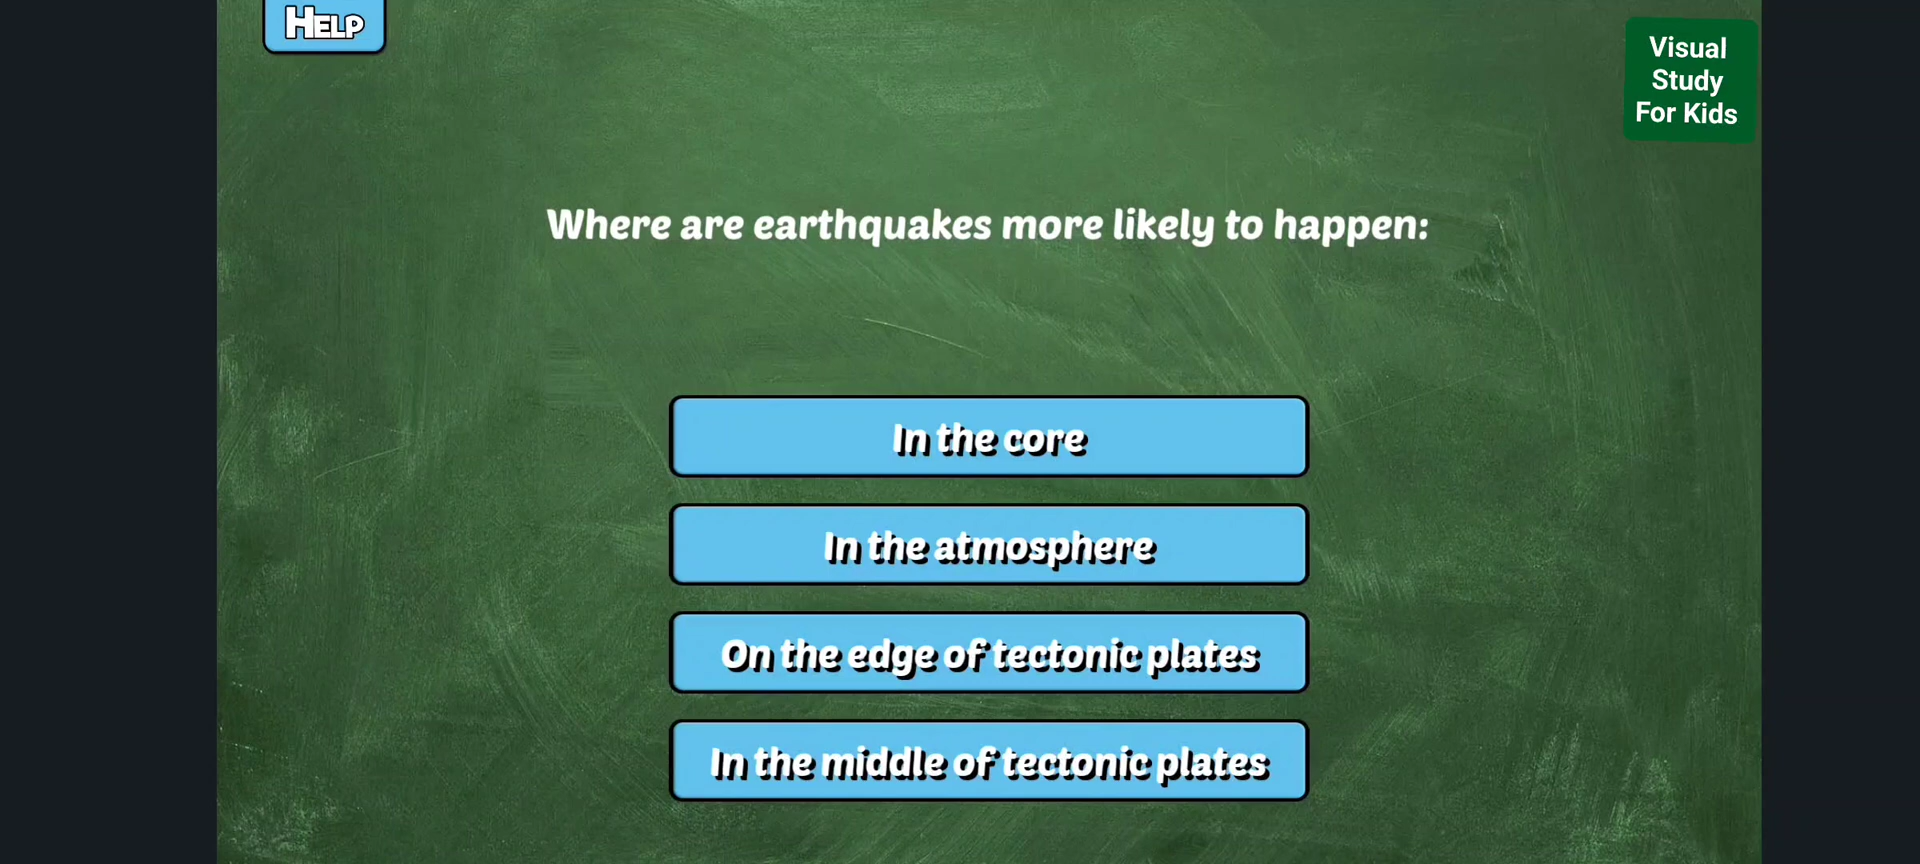 HELP
Visual
Study
For Kids
Where are earthquakes more likely to happen:
In the core
In the atmosphere
On the edge of tectonic plates
In the middle of tectonic plates